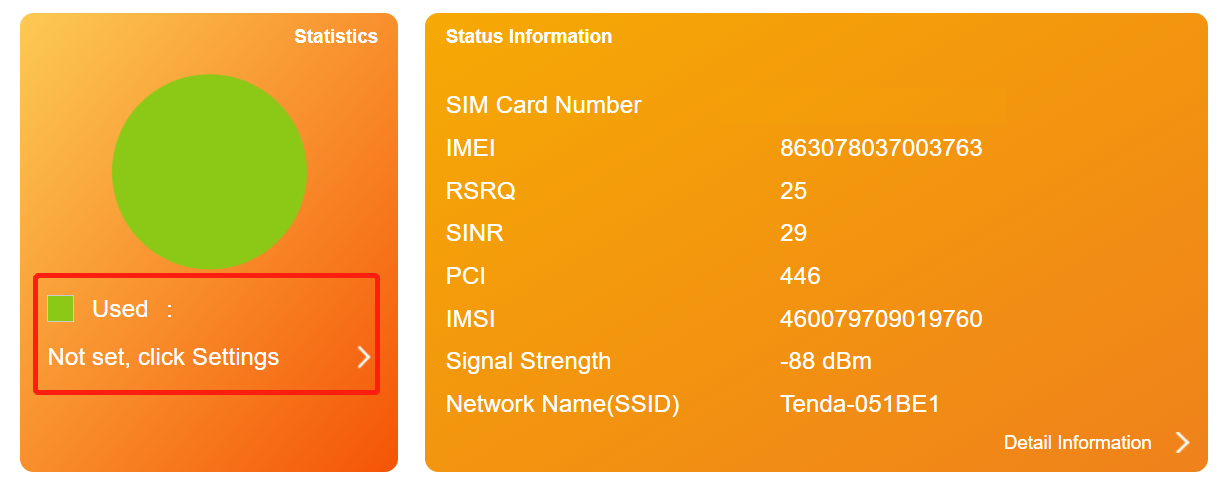 Statistics
Used :
Not set, click Settings
Status Information
SIM Card Number
IMEI 863078037003763
RSRQ 25
SINR 29
PCI 446
IMSI 460079709019760
Signal Strength -88 dBm
Network Name(SSID) Tenda-051BE1
Detail Information